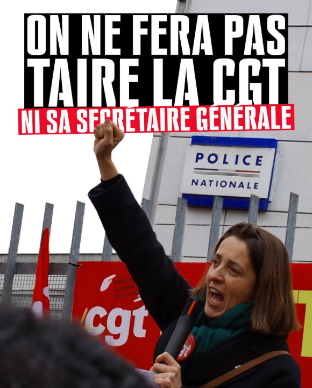 ON NE FERA PAS
TAIRE LA CGT
NI SA SECRÉTAIRE GÉNÉRALE
POLICE
NATIONALE
cgt